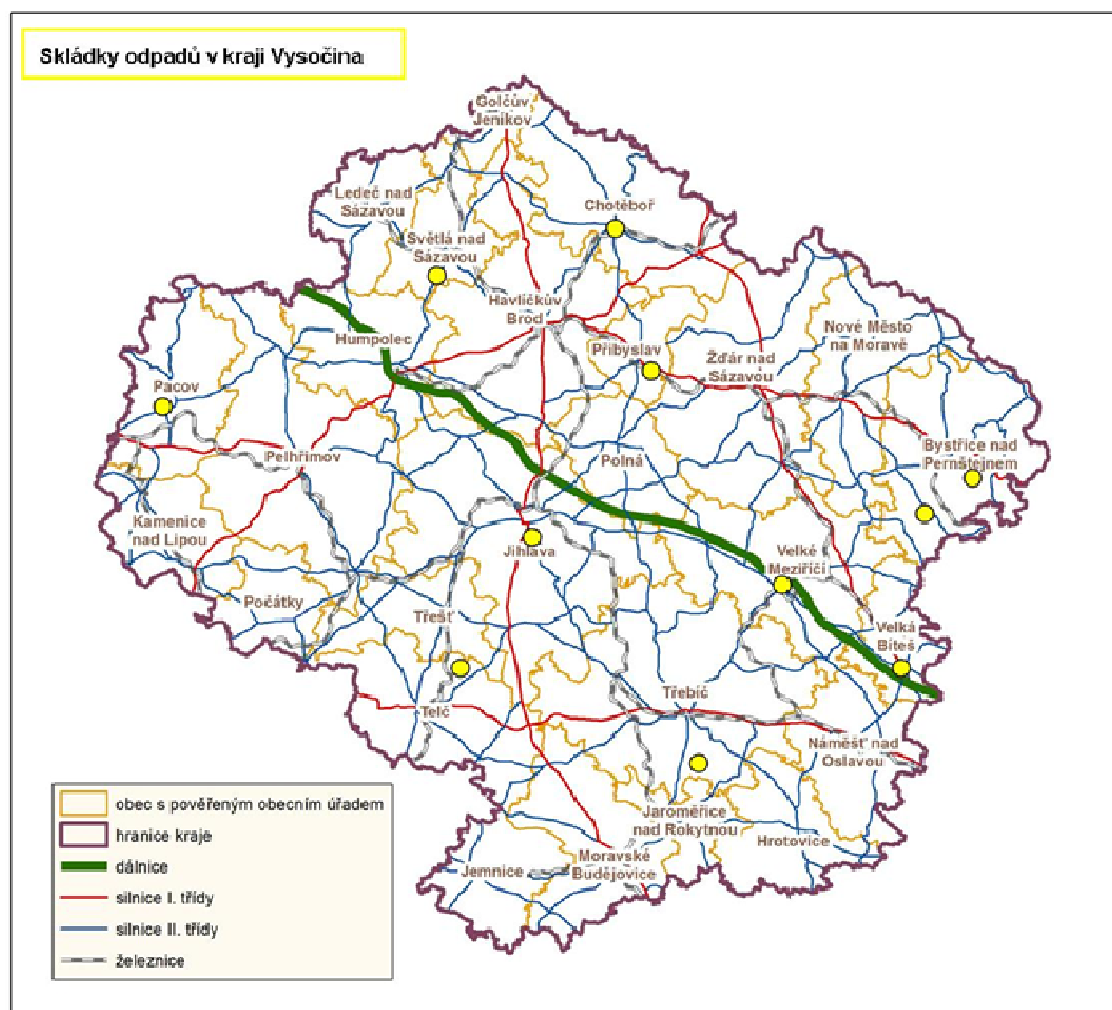 Skládky odpadů v kraji Vysočina
Golčův
Jeníkov
Ledeč nad
Sázavou
Chotěboř
Světlá nad
Sázavou
Havlíčkův
Brod
Nové Město
na Moravě
Humpolec
Přibyslav
Žďár nad
Sázavou
Pacov
Bystřice nad
Pernštejnem
Pelhřimov
Polná
Kamenice
nad Lipou
Jihlava
Velké
Meziříčí
Počátky
Třešť
Velká
Bíteš
Třebíč
Telč
Náměšť nad
Oslavou
Jaroměřice
nad Rokytnou
Hrotovice
Moravské
Budějovice
Jemnice
obec s pověřeným obecním úřadem
hranice kraje
dálnice
silnice I. třídy
silnice II. třídy
železnice